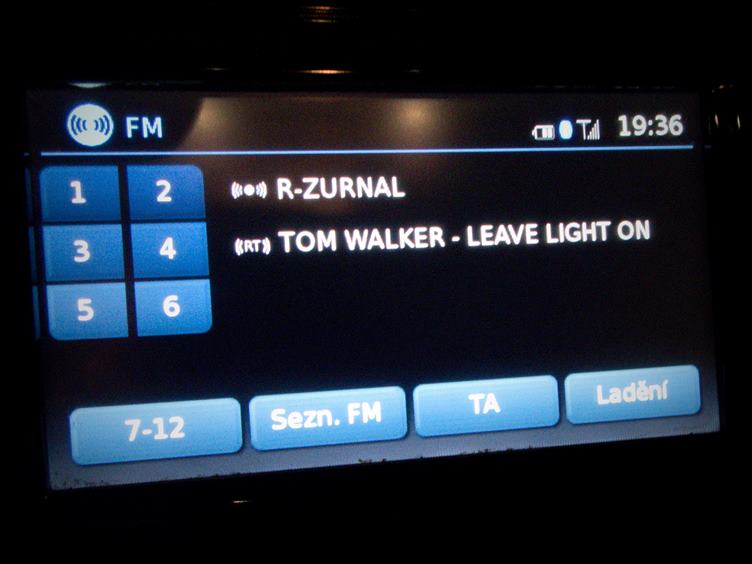 FM
19:36
1 2
3 4
5 6
R-ZURNAL
RT TOM WALKER - LEAVE LIGHT ON
7-12
Sezn. FM
TA
Ladění